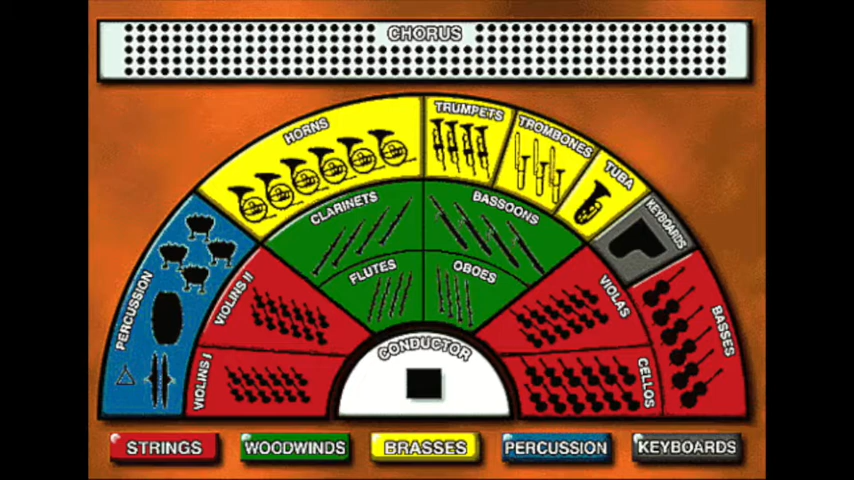 CHORUS
HORNS
TRUMPETS
TROMBONES
TUBA
KEYBOARDS
CLARINETS
BASSOONS
FLUTES
OBOES
PERCUSSION
VIOLINS II
VIOLINS I
VIOLAS
BASSES
CELLOS
CONDUCTOR
STRINGS
WOODWINDS
BRASSES
PERCUSSION
KEYBOARDS